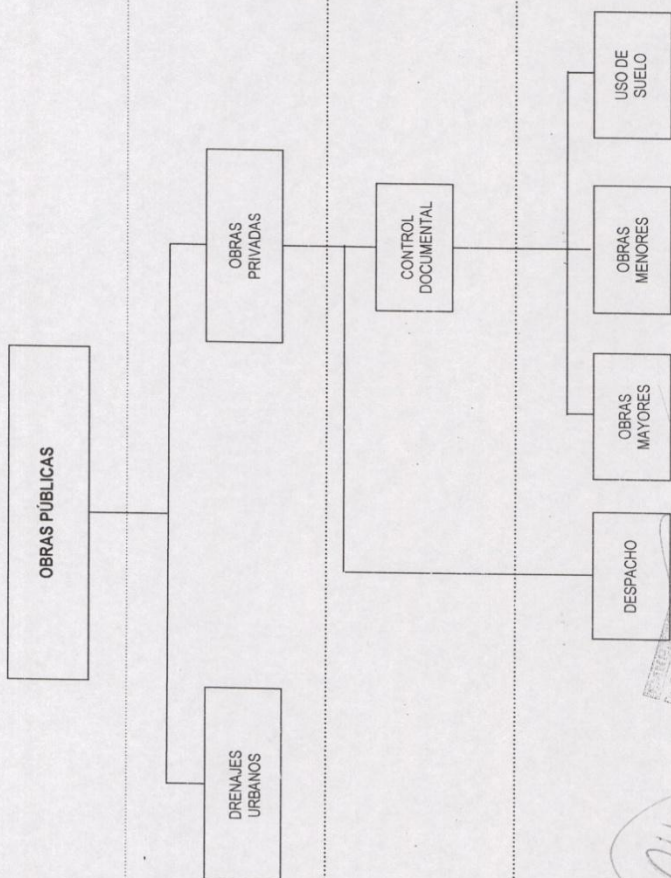 OBRAS PÚBLICAS
DRENAJES
URBANOS
OBRAS
PRIVADAS
CONTROL
DOCUMENTAL
DESPACHO
OBRAS
MAYORES
OBRAS
MENORES
USO DE
SUELO